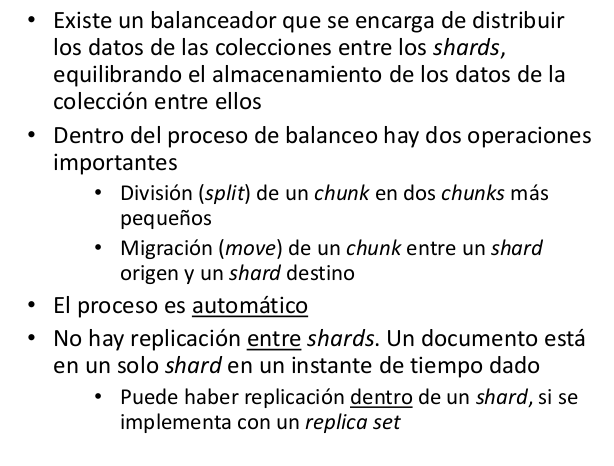 • Existe un balanceador que se encarga de distribuir
los datos de las colecciones entre los shards,
equilibrando el almacenamiento de los datos de la
colección entre ellos
• Dentro del proceso de balanceo hay dos operaciones
importantes
• División (split) de un chunk en dos chunks más
pequeños
• Migración (move) de un chunk entre un shard
origen y un shard destino
• El proceso es automático
• No hay replicación entre shards. Un documento está
en un solo shard en un instante de tiempo dado
• Puede haber replicación dentro de un shard, si se
implementa con un replica set